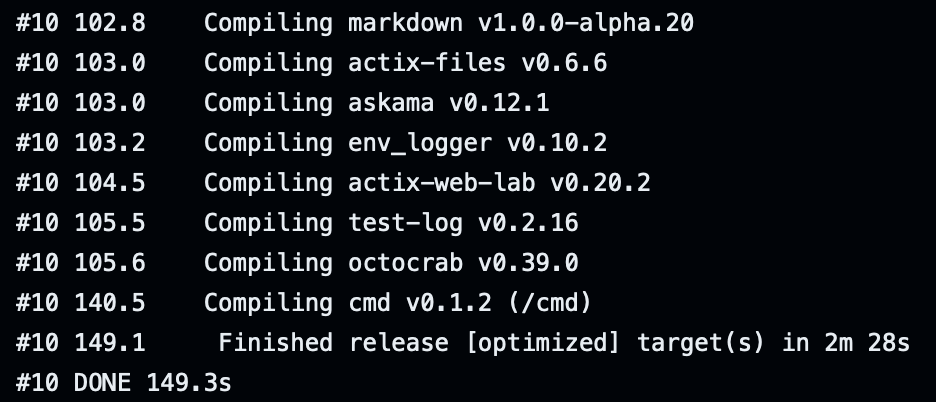 #10 102.8    Compiling markdown v1.0.0-alpha.20
#10 103.0    Compiling actix-files v0.6.6
#10 103.0    Compiling askama v0.12.1
#10 103.2    Compiling env_logger v0.10.2
#10 104.5    Compiling actix-web-lab v0.20.2
#10 105.5    Compiling test-log v0.2.16
#10 105.6    Compiling octocrab v0.39.0
#10 140.5    Compiling cmd v0.1.2 (/cmd)
#10 149.1     Finished release [optimized] target(s) in 2m 28s
#10 DONE 149.3s